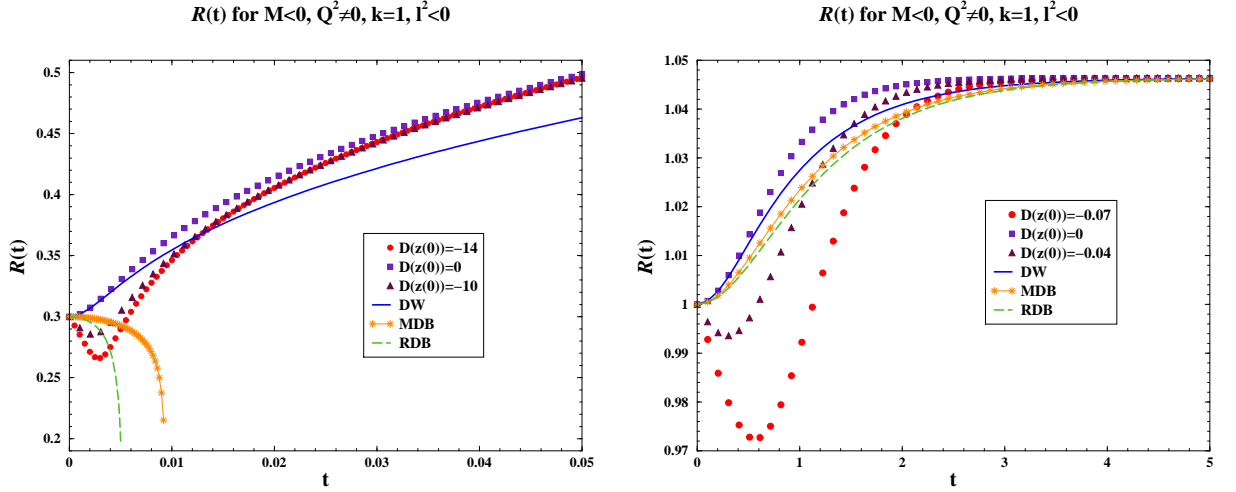 R(t) for M<0, Q²≠0, k=1, l²<0
R(t)
0.5
0.45
0.4
0.35
0.3
0.25
0.2
0
0.01
0.02
0.03
0.04
0.05
t
D(z(0))=−14
D(z(0))=0
D(z(0))=−10
DW
MDB
RDB
R(t) for M<0, Q²≠0, k=1, l²<0
R(t)
1.05
1.04
1.03
1.02
1.01
1
0.99
0.98
0.97
0
1
2
3
4
5
t
D(z(0))=−0.07
D(z(0))=0
D(z(0))=−0.04
DW
MDB
RDB